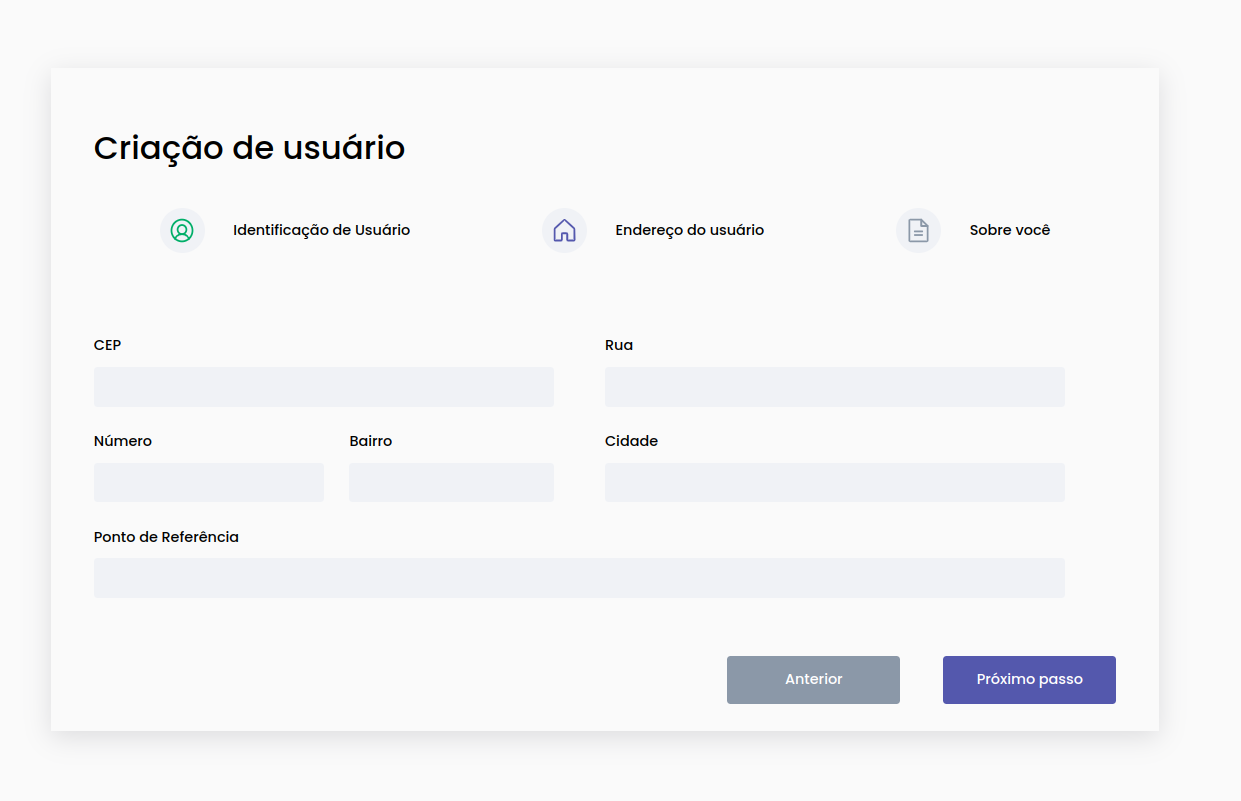 Criação de usuário
Identificação de Usuário
Endereço do usuário
Sobre você
CEP
Rua
Número
Bairro
Cidade
Ponto de Referência
Anterior
Próximo passo